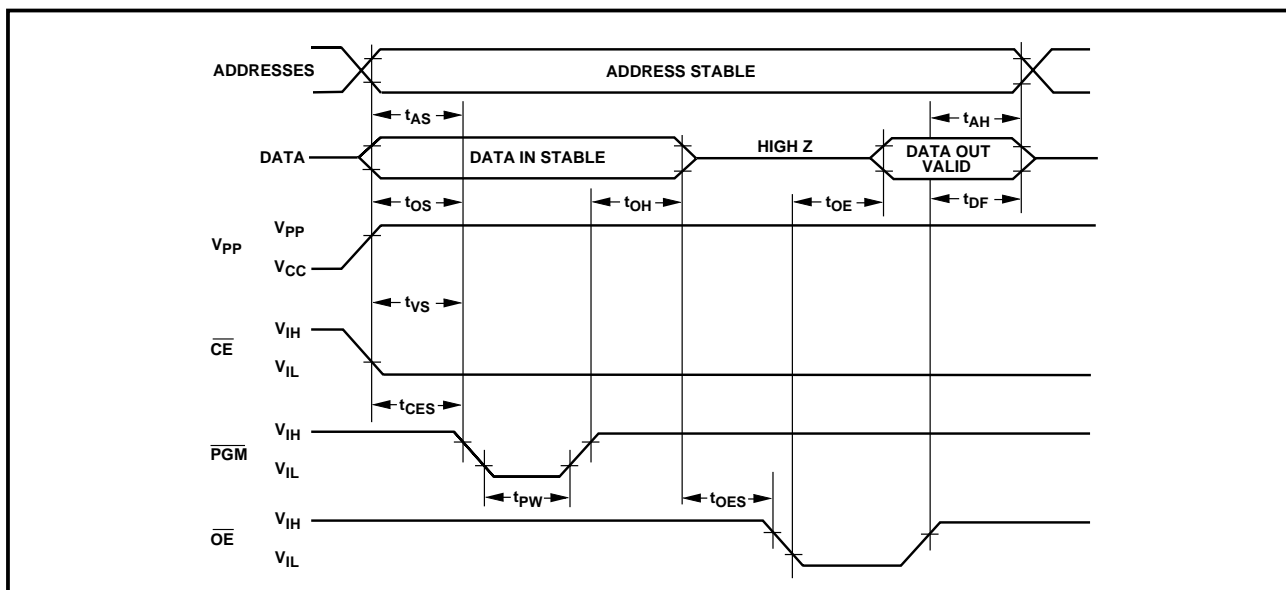 ADDRESSES
ADDRESS STABLE
tAS
tAH
DATA
DATA IN STABLE
HIGH Z
DATA OUT
VALID
tOS
tOH
tOE
tDF
VPP
VPP
VCC
tVS
CE
VIH
VIL
tCES
PGM
VIH
VIL
tPW
tOES
OE
VIH
VIL